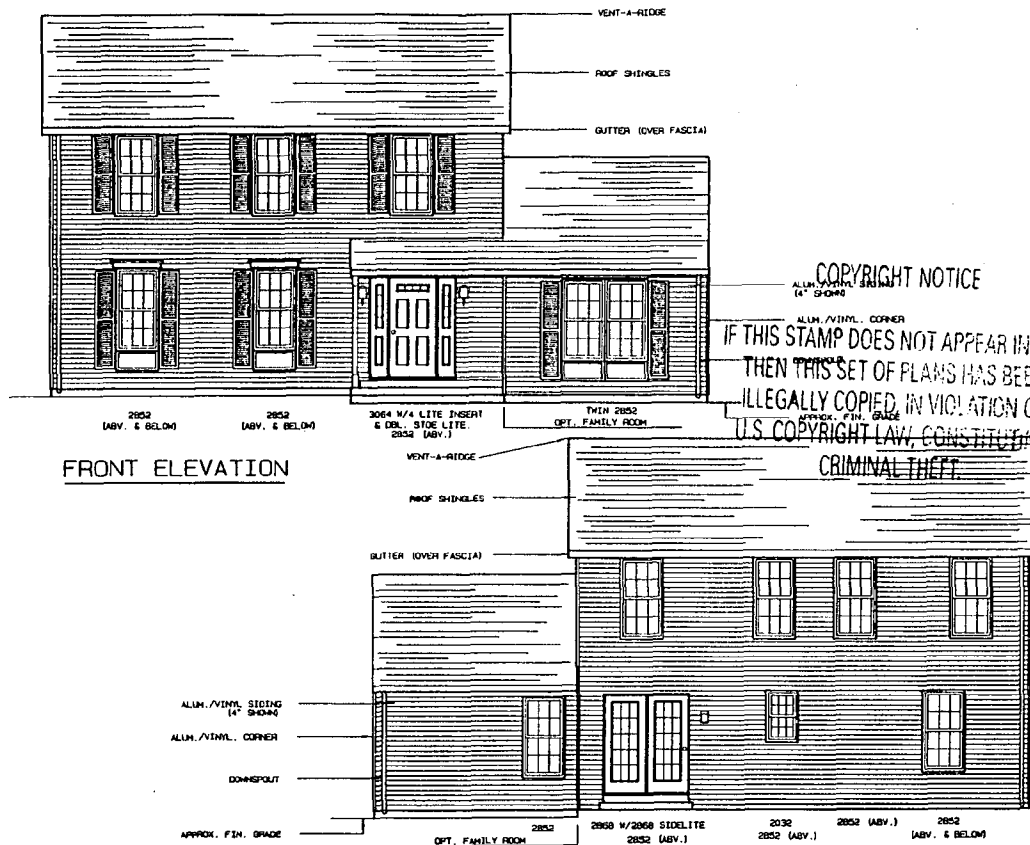 VENT-A-RIDGE
ROOF SHINGLES
GUTTER (OVER FASCIA)
COPYRIGHT NOTICE
ALUM./VINYL SIDING
(4" SHOWN)
ALUM./VINYL. CORNER
IF THIS STAMP DOES NOT APPEAR IN
THEN THIS SET OF PLANS HAS BEE
DOWNSPOUT
ILLEGALLY COPIED, IN VIOLATION O
APPROX. FIN. GRADE
U.S. COPYRIGHT LAW, CONSTITUTI
CRIMINAL THEFT.
2852
(ABV. & BELOW)
2852
(ABV. & BELOW)
3064 W/4 LITE INSERT
& DBL. SIDE LITE.
2852 (ABV.)
TWIN 2852
OPT. FAMILY ROOM
FRONT ELEVATION
VENT-A-RIDGE
ROOF SHINGLES
GUTTER (OVER FASCIA)
ALUM./VINYL SIDING
(4" SHOWN)
ALUM./VINYL. CORNER
DOWNSPOUT
APPROX. FIN. GRADE
2852
OPT. FAMILY ROOM
2868 W/2868 SIDELITE
2852 (ABV.)
2032
2852 (ABV.)
2852 (ABV.)
2852
(ABV. & BELOW)